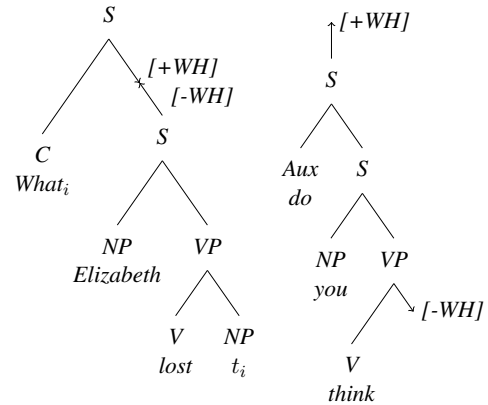 S
[+WH]
[-WH]
C
What_i
S
NP
Elizabeth
VP
V
lost
NP
t_i
[+WH]
S
Aux
do
S
NP
you
VP
[-WH]
V
think